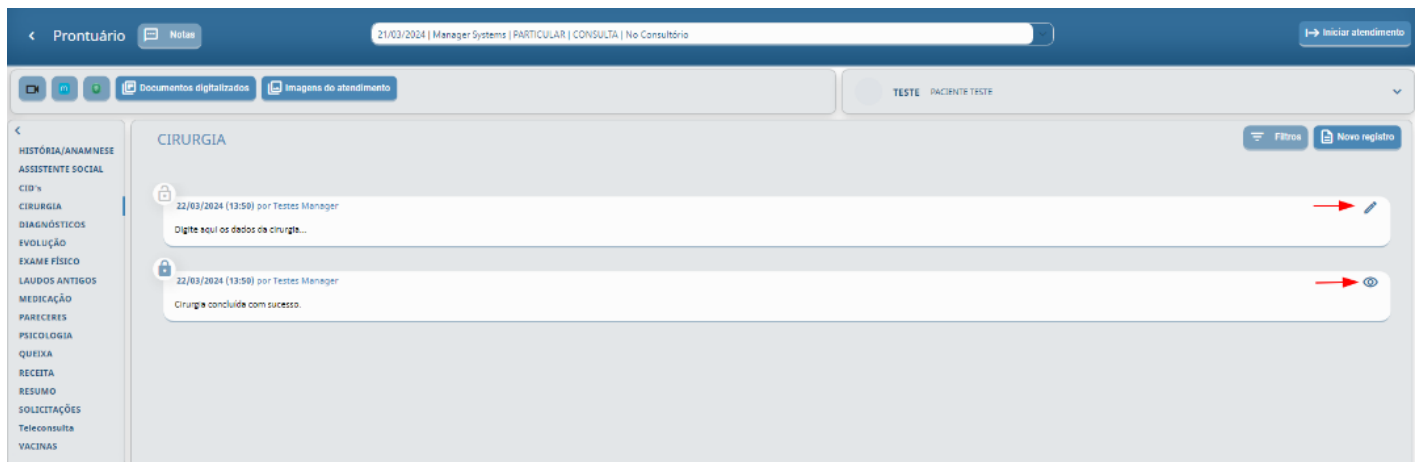 Prontuário
Notas
21/03/2024 | Manager Systems | PARTICULAR | CONSULTA | No Consultório
Iniciar atendimento
Documentos digitalizados
Imagens do atendimento
TESTE PACIENTE TESTE
HISTÓRIA/ANAMNESE
ASSISTENTE SOCIAL
CID's
CIRURGIA
DIAGNÓSTICOS
EVOLUÇÃO
EXAME FÍSICO
LAUDOS ANTIGOS
MEDICAÇÃO
PARECERES
PSICOLOGIA
QUEIXA
RECEITA
RESUMO
SOLICITAÇÕES
Teleconsulta
VACINAS
CIRURGIA
Filtros
Novo registro
22/03/2024 (13:50) por Testes Manager
Digite aqui os dados da cirurgia...
22/03/2024 (13:50) por Testes Manager
Cirurgia concluída com sucesso.